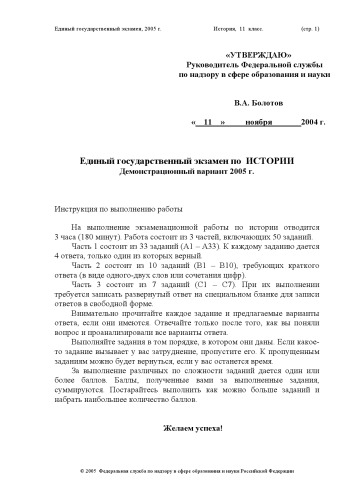 Единый государственный экзамен, 2005 г. История, 11 класс. (стр. 1)
«УТВЕРЖДАЮ»
Руководитель Федеральной службы
по надзору в сфере образования и науки
В.А. Болотов
« 11 » ноября 2004 г.
Единый государственный экзамен по ИСТОРИИ
Демонстрационный вариант 2005 г.
Инструкция по выполнению работы
На выполнение экзаменационной работы по истории отводится
3 часа (180 минут). Работа состоит из 3 частей, включающих 50 заданий.
Часть 1 состоит из 33 заданий (А1 – А33). К каждому заданию дается
4 ответа, только один из которых верный.
Часть 2 состоит из 10 заданий (В1 – В10), требующих краткого
ответа (в виде одного-двух слов или сочетания цифр).
Часть 3 состоит из 7 заданий (С1 – С7). При их выполнении
требуется записать развернутый ответ на специальном бланке для записи
ответов в свободной форме.
Внимательно прочитайте каждое задание и предлагаемые варианты
ответа, если они имеются. Отвечайте только после того, как вы поняли
вопрос и проанализировали все варианты ответа.
Выполняйте задания в том порядке, в котором они даны. Если какое-
то задание вызывает у вас затруднение, пропустите его. К пропущенным
заданиям можно будет вернуться, если у вас останется время.
За выполнение различных по сложности заданий дается один или
более баллов. Баллы, полученные вами за выполненные задания,
суммируются. Постарайтесь выполнить как можно больше заданий и
набрать наибольшее количество баллов.
Желаем успеха!
© 2005 Федеральная служба по надзору в сфере образования и науки Российской Федерации